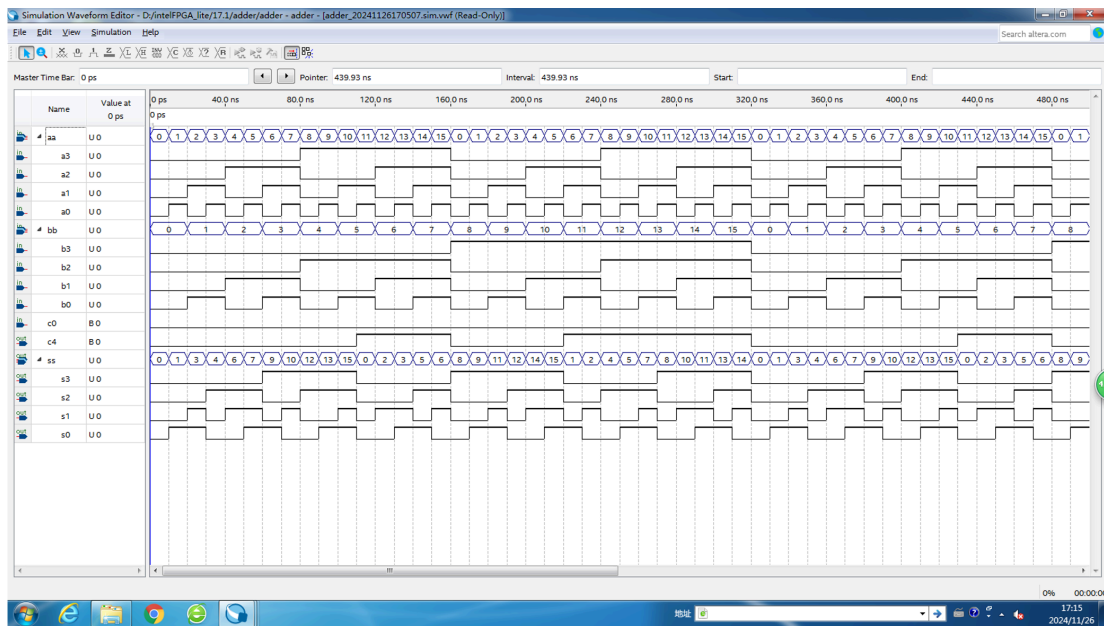 Simulation Waveform Editor - D:/intelFPGA_lite/17.1/adder/adder - adder - [adder_20241126170507.sim.vwf (Read-Only)]
File Edit View Simulation Help
Search altera.com
Master Time Bar: 0 ps
Pointer: 439.93 ns
Interval: 439.93 ns
Start:
End:
Name Value at 0 ps
0 ps 40.0 ns 80.0 ns 120.0 ns 160.0 ns 200.0 ns 240.0 ns 280.0 ns 320.0 ns 360.0 ns 400.0 ns 440.0 ns 480.0 ns
0 ps
aa U 0 0 1 2 3 4 5 6 7 8 9 10 11 12 13 14 15 0 1 2 3 4 5 6 7 8 9 10 11 12 13 14 15 0 1 2 3 4 5 6 7 8 9 10 11 12 13 14 15 0 1
a3 U 0
a2 U 0
a1 U 0
a0 U 0
bb U 0 0 1 2 3 4 5 6 7 8 9 10 11 12 13 14 15 0 1 2 3 4 5 6 7 8
b3 U 0
b2 U 0
b1 U 0
b0 U 0
c0 B 0
c4 B 0
ss U 0 0 1 3 4 6 7 9 10 12 13 15 0 2 3 5 6 8 9 11 12 14 15 1 2 4 5 7 8 10 11 13 14 0 1 3 4 6 7 9 10 12 13 15 0 2 3 5 6 8 9
s3 U 0
s2 U 0
s1 U 0
s0 U 0
0% 00:00:00
地址
17:15
2024/11/26